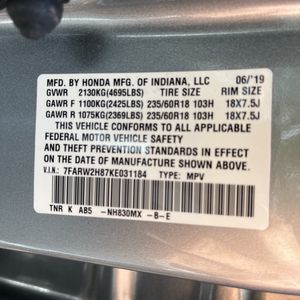 MFD. BY HONDA MFG. OF INDIANA, LLC 06/'19
GVWR 2130KG(4695LBS) TIRE SIZE RIM SIZE
GAWR F 1100KG(2425LBS) 235/60R18 103H 18X7.5J
GAWR R 1075KG(2369LBS) 235/60R18 103H 18X7.5J
THIS VEHICLE CONFORMS TO ALL
APPLICABLE FEDERAL MOTOR VEHICLE SAFETY
AND THEFT PREVENTION STANDARDS IN EFFECT
ON THE DATE OF MANUFACTURE SHOWN ABOVE.
V.I.N.: 7FARW2H87KE031184 TYPE: MPV
TNR K AB5 -NH830MX -B-E